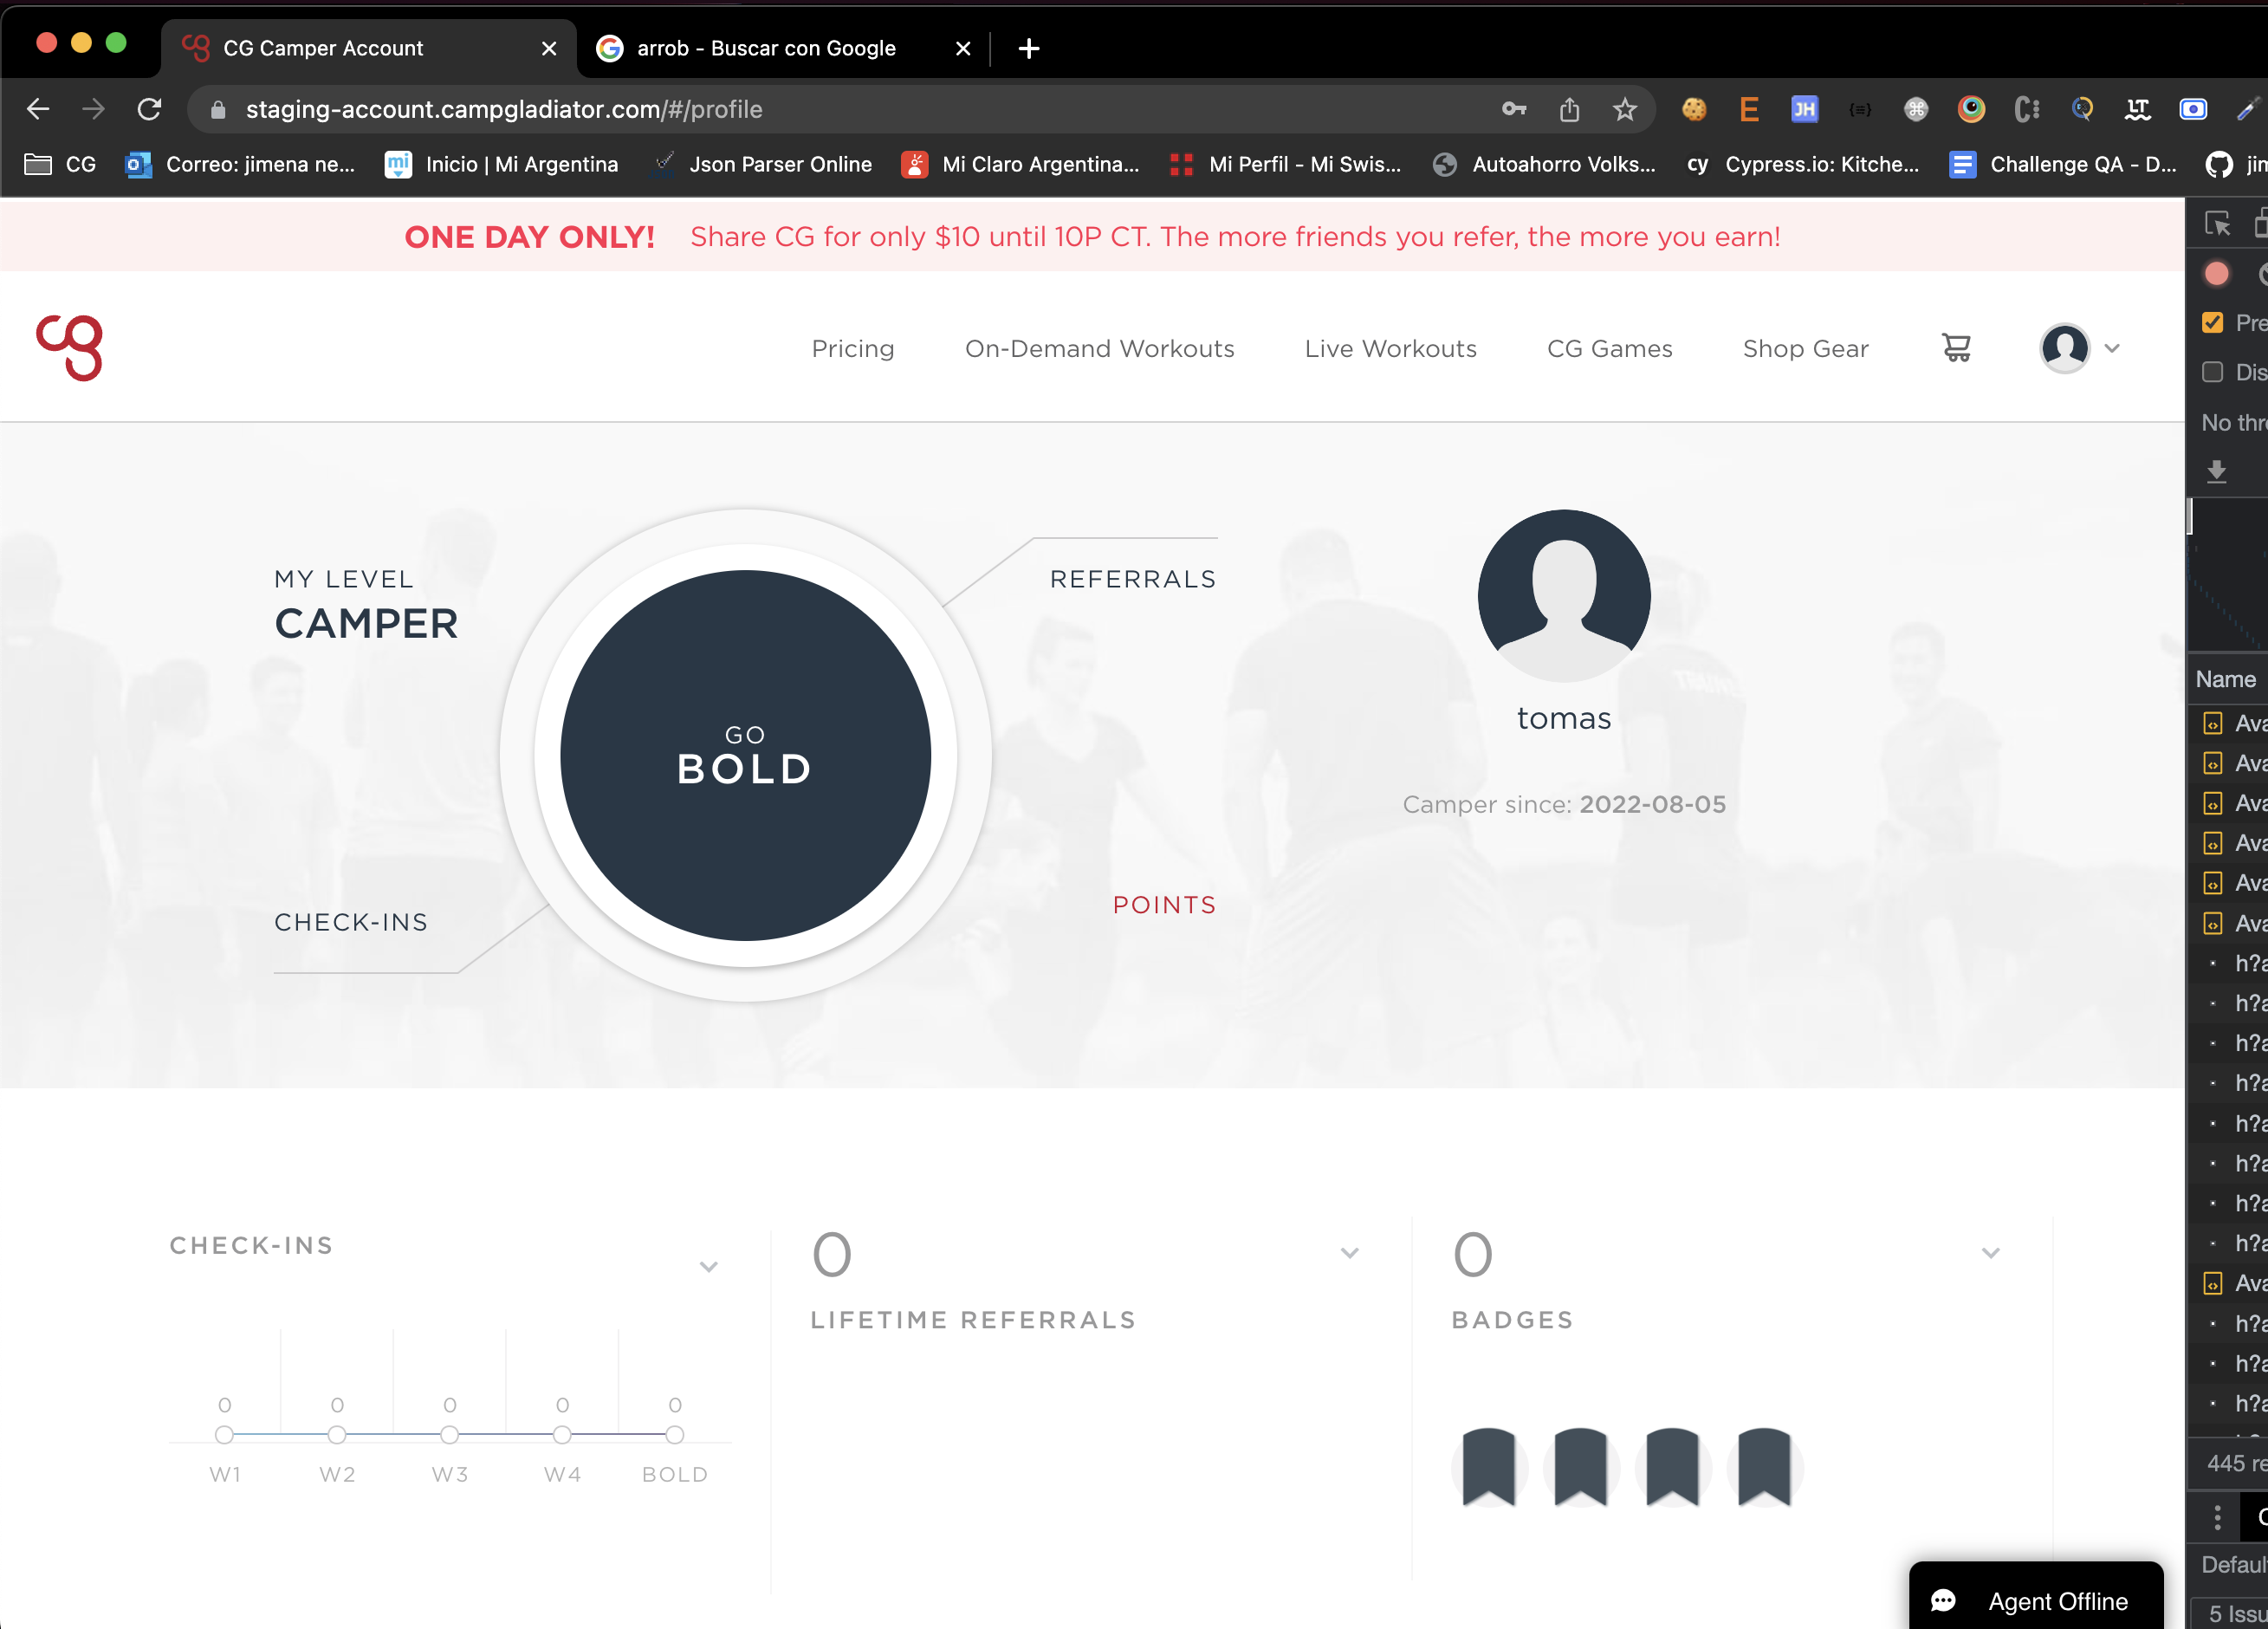 CG Camper Account
arrob - Buscar con Google
staging-account.campgladiator.com/#/profile
CG
Correo: jimena ne...
Inicio | Mi Argentina
Json Parser Online
Mi Claro Argentina...
Mi Perfil - Mi Swis...
Autoahorro Volks...
cy Cypress.io: Kitche...
Challenge QA - D...
ONE DAY ONLY! Share CG for only $10 until 10P CT. The more friends you refer, the more you earn!
Pricing
On-Demand Workouts
Live Workouts
CG Games
Shop Gear
MY LEVEL
CAMPER
REFERRALS
GO
BOLD
CHECK-INS
POINTS
tomas
Camper since: 2022-08-05
CHECK-INS
0 0 0 0 0
W1 W2 W3 W4 BOLD
0
LIFETIME REFERRALS
0
BADGES
Agent Offline
Pre
Dis
No thr
Name
Ava
Ava
Ava
Ava
Ava
Ava
h?a
h?a
h?a
h?a
h?a
h?a
h?a
h?a
Ava
h?a
h?a
h?a
445 re
Defaul
5 Issu